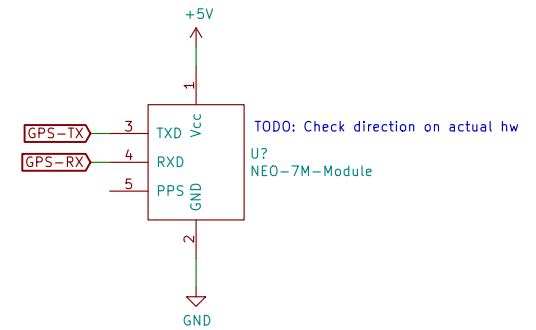 +5V
1
Vcc
GPS-TX 3 TXD
TODO: Check direction on actual hw
GPS-RX 4 RXD
U?
NEO-7M-Module
5 PPS
GND
2
GND